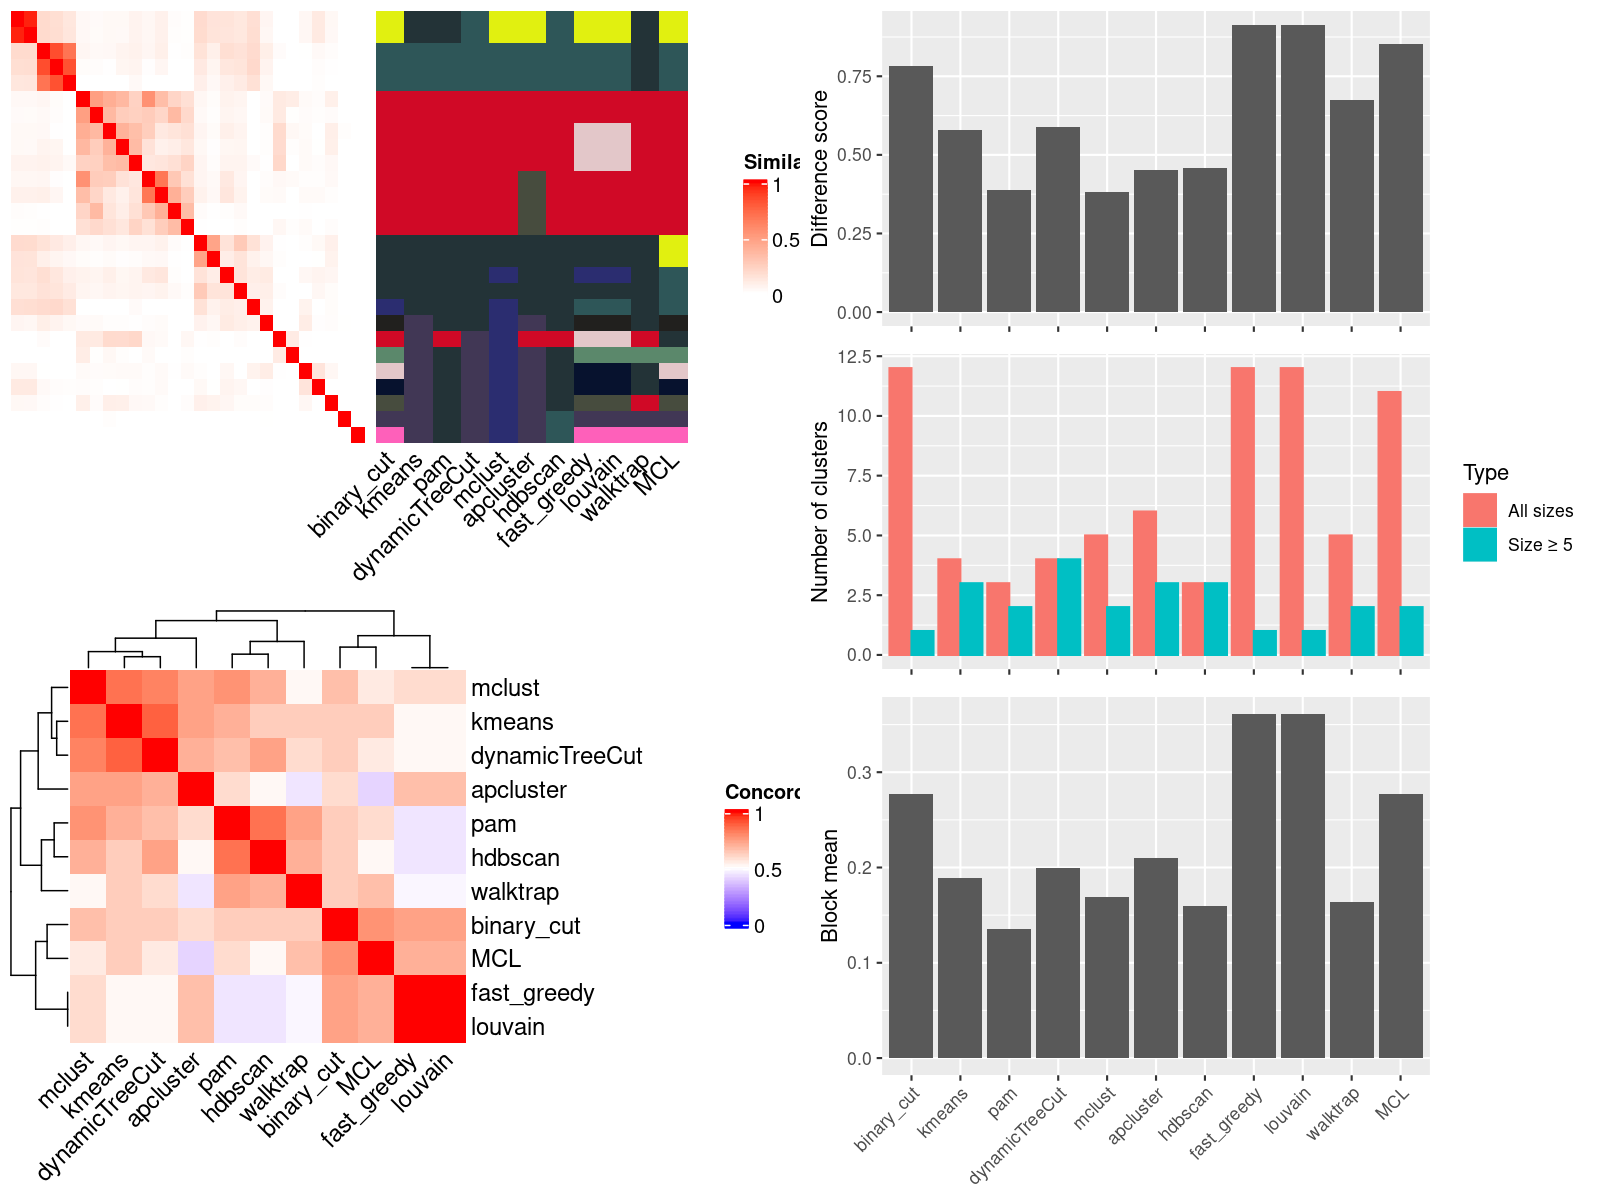 Simila
1
0.5
0
binary_cut
kmeans
pam
dynamicTreeCut
mclust
apcluster
hdbscan
fast_greedy
louvain
walktrap
MCL
mclust
kmeans
dynamicTreeCut
apcluster
pam
hdbscan
walktrap
binary_cut
MCL
fast_greedy
louvain
mclust
kmeans
dynamicTreeCut
apcluster
pam
hdbscan
walktrap
binary_cut
MCL
fast_greedy
louvain
Concord
1
0.5
0
Difference score
0.75
0.50
0.25
0.00
Number of clusters
12.5
10.0
7.5
5.0
2.5
0.0
Type
All sizes
Size ≥ 5
Block mean
0.3
0.2
0.1
0.0
binary_cut
kmeans
pam
dynamicTreeCut
mclust
apcluster
hdbscan
fast_greedy
louvain
walktrap
MCL